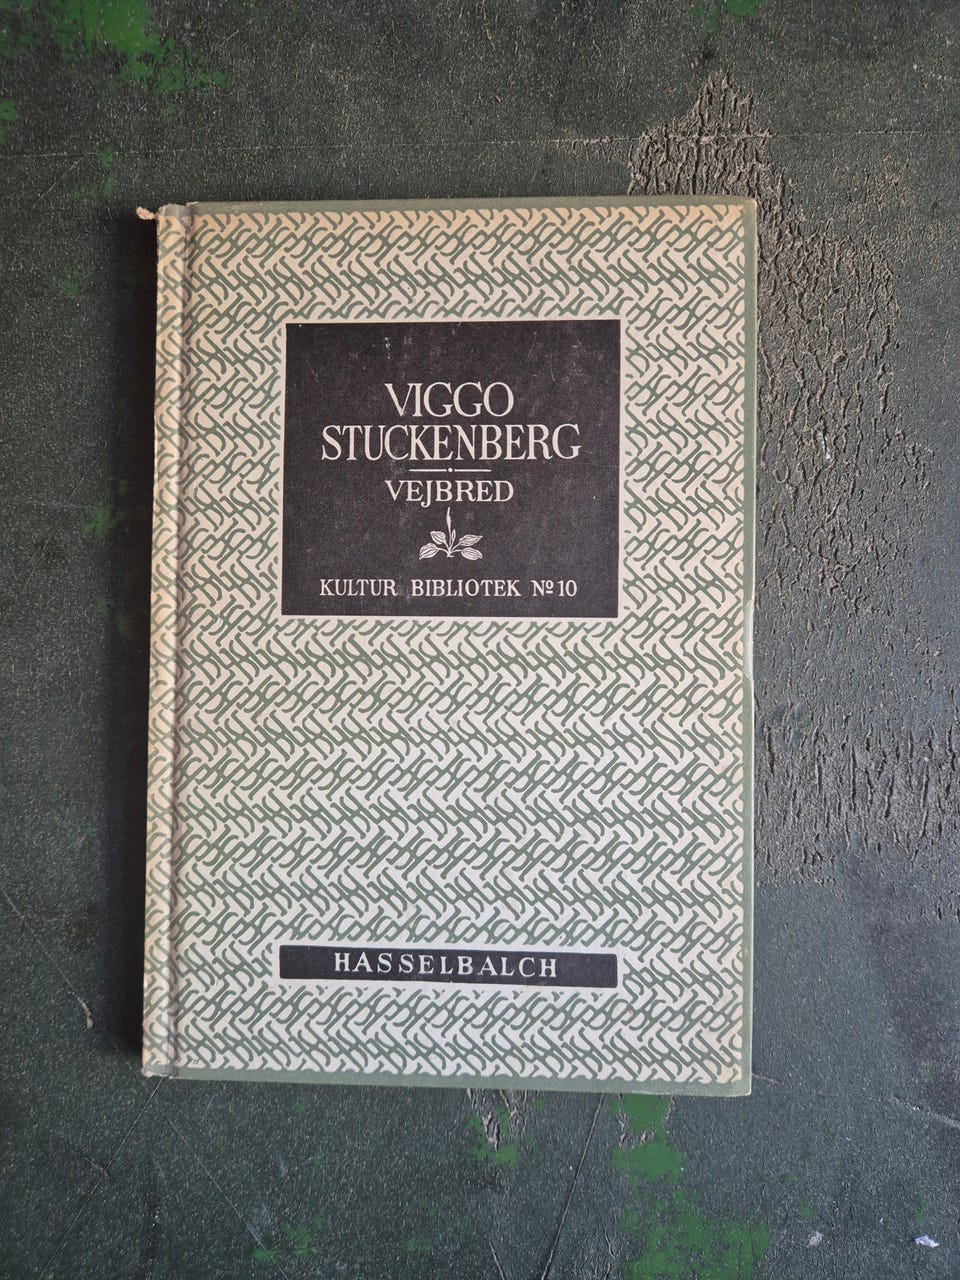 VIGGO
STUCKENBERG
VEJBRED
KULTUR BIBLIOTEK Nº 10
HASSELBALCH